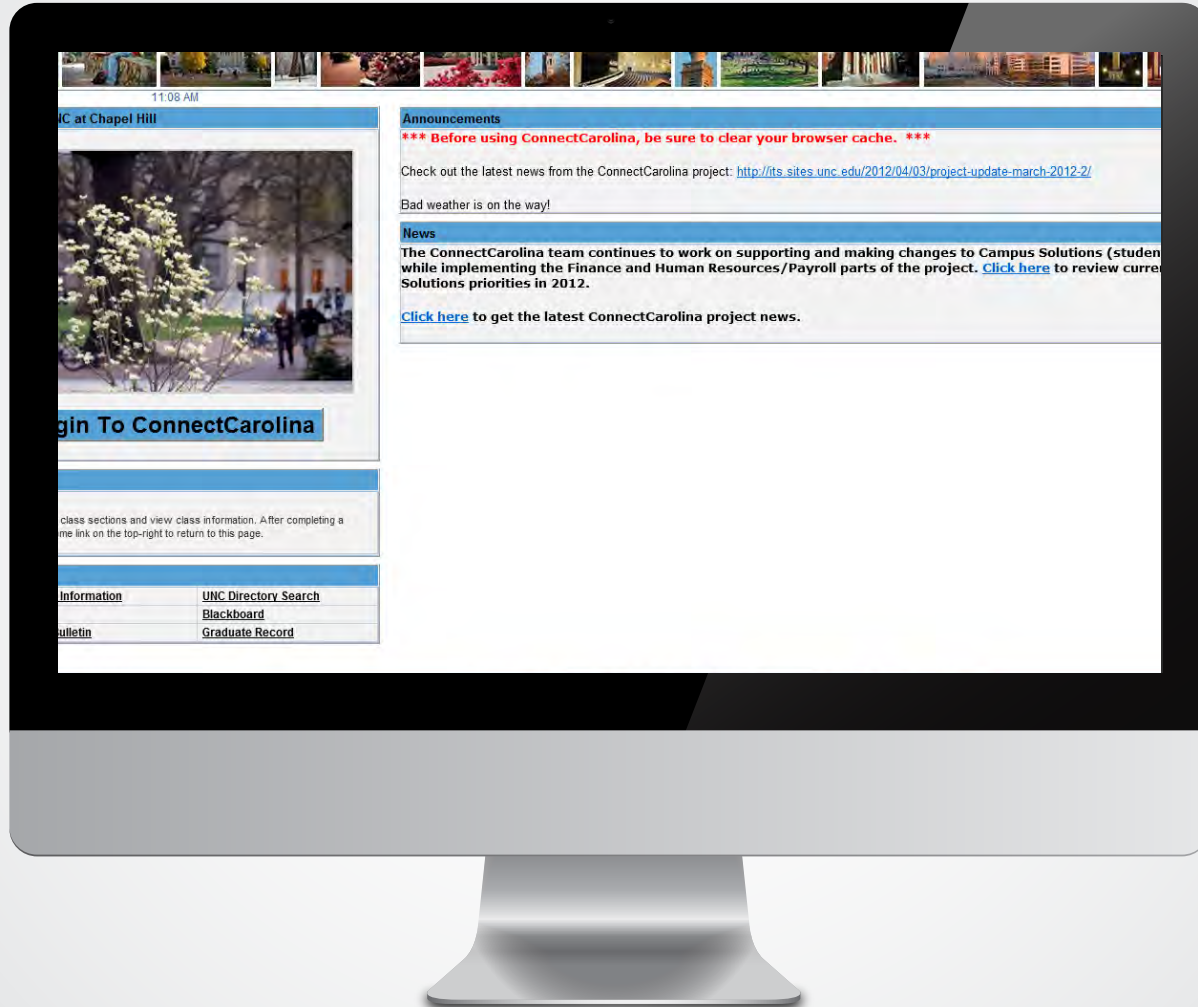 11:08 AM
at Chapel Hill
To ConnectCarolina
class sections and view class information. After completing a
link on the top-right to return to this page.
Information
UNC Directory Search
Blackboard
Graduate Record
Announcements
*** Before using ConnectCarolina, be sure to clear your browser cache. ***
Check out the latest news from the ConnectCarolina project: http://its.sites.unc.edu/2012/04/03/project-update-march-2012-2/
Bad weather is on the way!
News
The ConnectCarolina team continues to work on supporting and making changes to Campus Solutions
while implementing the Finance and Human Resources/Payroll parts of the project. Click here to review
Solutions priorities in 2012.
Click here to get the latest ConnectCarolina project news.